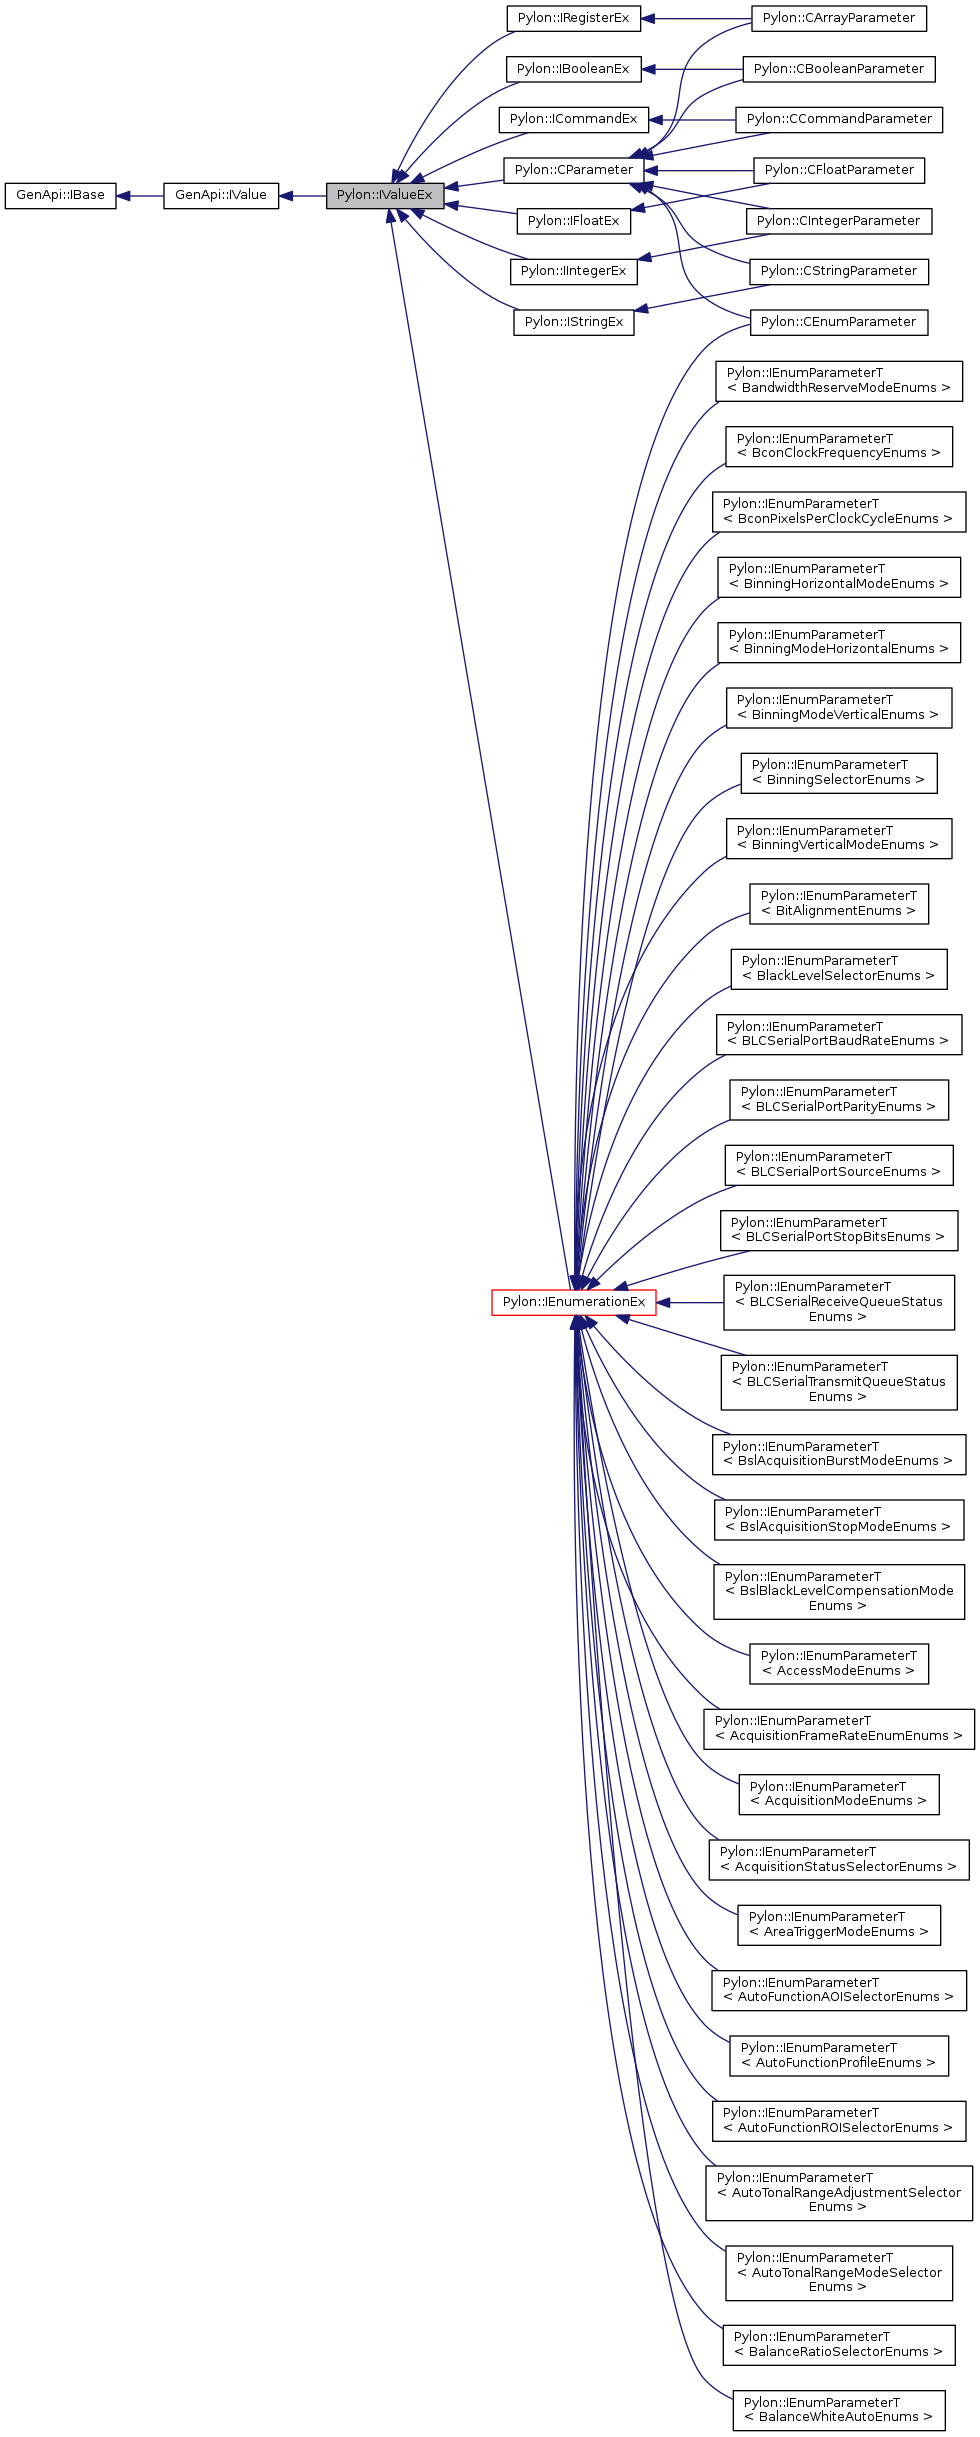 Pylon::IRegisterEx
Pylon::CArrayParameter
Pylon::IBooleanEx
Pylon::CBooleanParameter
Pylon::ICommandEx
Pylon::CCommandParameter
Pylon::CParameter
Pylon::CFloatParameter
GenApi::IBase
GenApi::IValue
Pylon::IValueEx
Pylon::IFloatEx
Pylon::CIntegerParameter
Pylon::IIntegerEx
Pylon::CStringParameter
Pylon::IStringEx
Pylon::CEnumParameter
Pylon::IEnumParameterT
< BandwidthReserveModeEnums >
Pylon::IEnumParameterT
< BconClockFrequencyEnums >
Pylon::IEnumParameterT
< BconPixelsPerClockCycleEnums >
Pylon::IEnumParameterT
< BinningHorizontalModeEnums >
Pylon::IEnumParameterT
< BinningModeHorizontalEnums >
Pylon::IEnumParameterT
< BinningModeVerticalEnums >
Pylon::IEnumParameterT
< BinningSelectorEnums >
Pylon::IEnumParameterT
< BinningVerticalModeEnums >
Pylon::IEnumParameterT
< BitAlignmentEnums >
Pylon::IEnumParameterT
< BlackLevelSelectorEnums >
Pylon::IEnumParameterT
< BLCSerialPortBaudRateEnums >
Pylon::IEnumParameterT
< BLCSerialPortParityEnums >
Pylon::IEnumParameterT
< BLCSerialPortSourceEnums >
Pylon::IEnumParameterT
< BLCSerialPortStopBitsEnums >
Pylon::IEnumerationEx
Pylon::IEnumParameterT
< BLCSerialReceiveQueueStatus
Enums >
Pylon::IEnumParameterT
< BLCSerialTransmitQueueStatus
Enums >
Pylon::IEnumParameterT
< BslAcquisitionBurstModeEnums >
Pylon::IEnumParameterT
< BslAcquisitionStopModeEnums >
Pylon::IEnumParameterT
< BslBlackLevelCompensationMode
Enums >
Pylon::IEnumParameterT
< AccessModeEnums >
Pylon::IEnumParameterT
< AcquisitionFrameRateEnumEnums >
Pylon::IEnumParameterT
< AcquisitionModeEnums >
Pylon::IEnumParameterT
< AcquisitionStatusSelectorEnums >
Pylon::IEnumParameterT
< AreaTriggerModeEnums >
Pylon::IEnumParameterT
< AutoFunctionAOISelectorEnums >
Pylon::IEnumParameterT
< AutoFunctionProfileEnums >
Pylon::IEnumParameterT
< AutoFunctionROISelectorEnums >
Pylon::IEnumParameterT
< AutoTonalRangeAdjustmentSelector
Enums >
Pylon::IEnumParameterT
< AutoTonalRangeModeSelector
Enums >
Pylon::IEnumParameterT
< BalanceRatioSelectorEnums >
Pylon::IEnumParameterT
< BalanceWhiteAutoEnums >